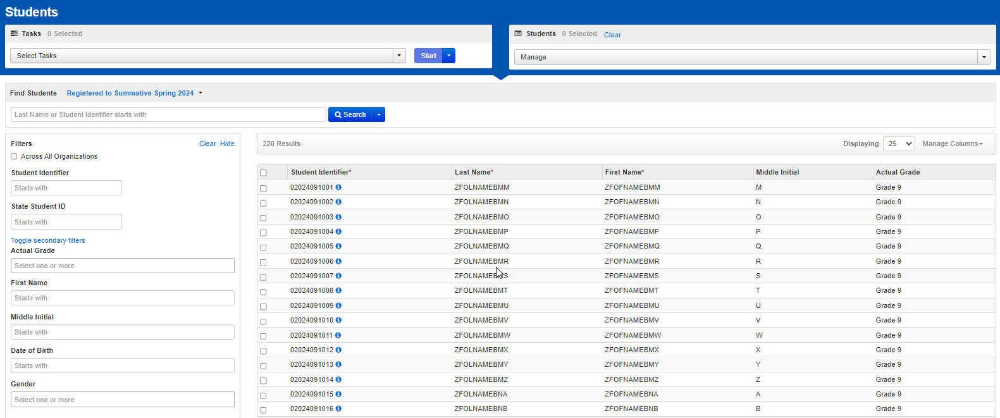 Students
Tasks 0 Selected
Select Tasks
Start
Students 0 Selected Clear
Manage
Find Students Registered to Summative Spring 2024
Last Name or Student Identifier starts with
Search
Filters
Clear Hide
Across All Organizations
Student Identifier
Starts with
State Student ID
Starts with
Toggle secondary filters
Actual Grade
Select one or more
First Name
Starts with
Middle Initial
Starts with
Date of Birth
Starts with
Gender
Select one or more
220 Results
Displaying 25 Manage Columns
Student Identifier* Last Name* First Name* Middle Initial Actual Grade
02024091001 ZFOLNAMEBMM ZFOFNAMEBMM M Grade 9
02024091002 ZFOLNAMEBMN ZFOFNAMEBMN N Grade 9
02024091003 ZFOLNAMEBMO ZFOFNAMEBMO O Grade 9
02024091004 ZFOLNAMEBMP ZFOFNAMEBMP P Grade 9
02024091005 ZFOLNAMEBMQ ZFOFNAMEBMQ Q Grade 9
02024091006 ZFOLNAMEBMR ZFOFNAMEBMR R Grade 9
02024091007 ZFOFNAMEBMS S Grade 9
02024091008 ZFOLNAMEBMT ZFOFNAMEBMT T Grade 9
02024091009 ZFOLNAMEBMU ZFOFNAMEBMU U Grade 9
02024091010 ZFOLNAMEBMV ZFOFNAMEBMV V Grade 9
02024091011 ZFOLNAMEBMW ZFOFNAMEBMW W Grade 9
02024091012 ZFOLNAMEBMX ZFOFNAMEBMX X Grade 9
02024091013 ZFOLNAMEBMY ZFOFNAMEBMY Y Grade 9
02024091014 ZFOLNAMEBMZ ZFOFNAMEBMZ Z Grade 9
02024091015 ZFOLNAMEBNA ZFOFNAMEBNA A Grade 9
02024091016 ZFOLNAMEBNB ZFOFNAMEBNB B Grade 9